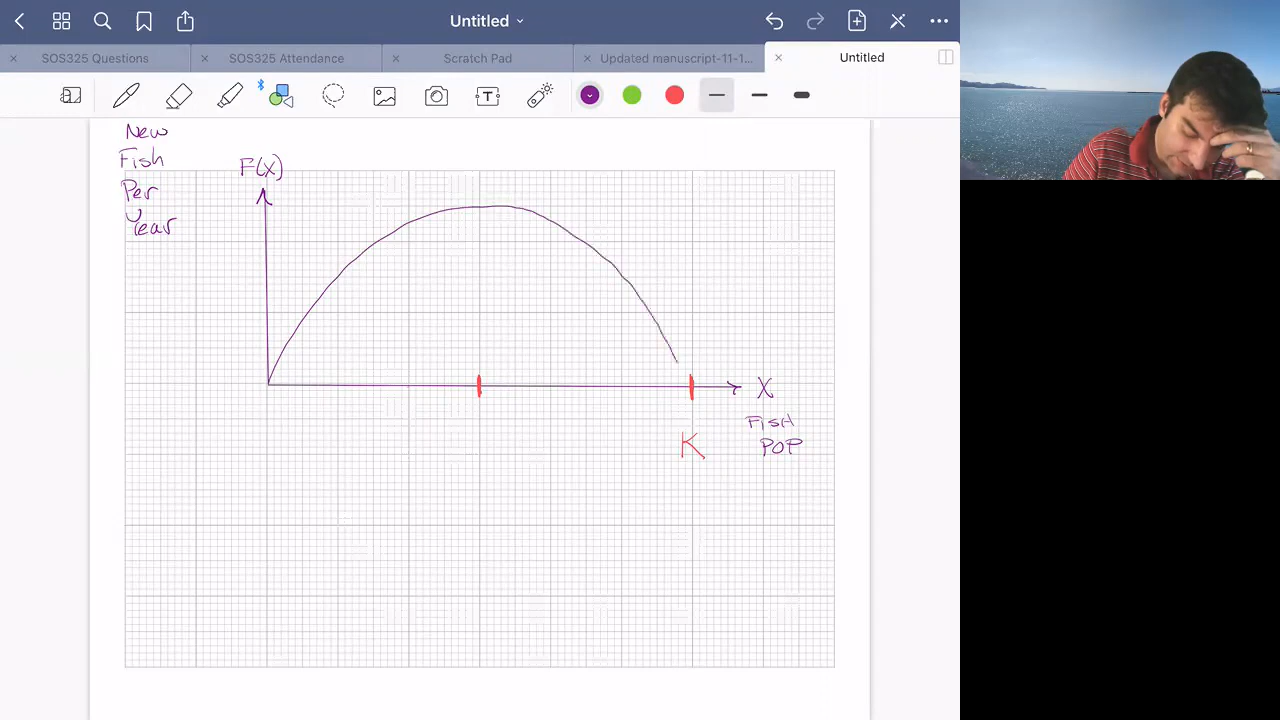 Untitled
SOS325 Questions
SOS325 Attendance
Scratch Pad
Updated manuscript-11-1...
Untitled
New
Fish
Per
Year
F(X)
X
Fish
POP
K